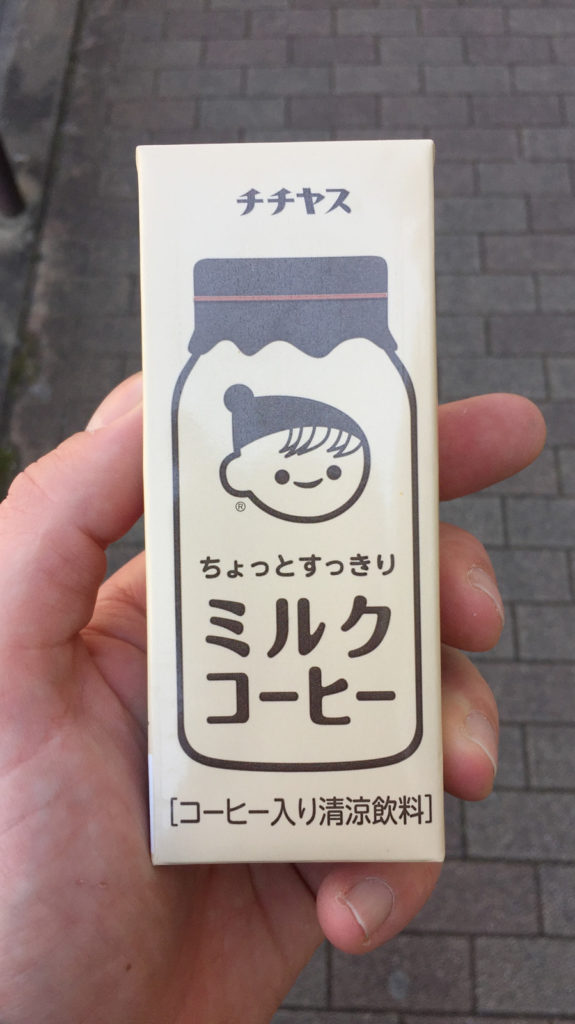 チチヤス
®
ちょっとすっきり
ミルク
コーヒー
[コーヒー入り清涼飲料]